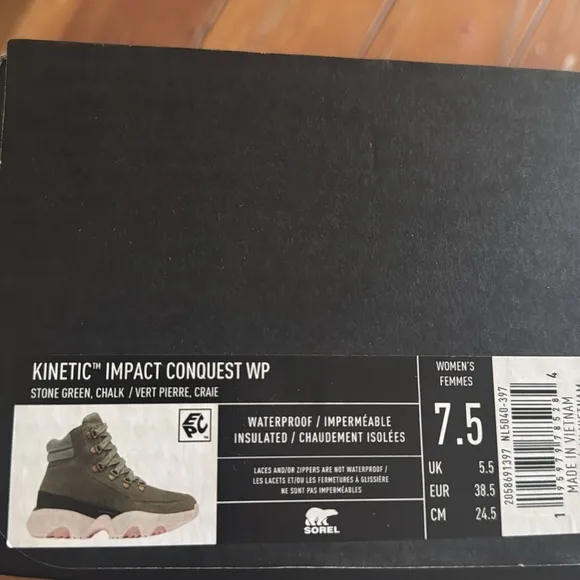 KINETIC™ IMPACT CONQUEST WP
STONE GREEN, CHALK / VERT PIERRE, CRAIE
WATERPROOF / IMPERMÉABLE
INSULATED / CHAUDEMENT ISOLÉES
LACES AND/OR ZIPPERS ARE NOT WATERPROOF /
LES LACETS ET/OU LES FERMETURES À GLISSIÈRE
NE SONT PAS IMPERMÉABLES
SOREL
WOMEN'S
FEMMES
7.5
UK 5.5
EUR 38.5
CM 24.5
2058691397 NL5040-397
MADE IN VIETNAM